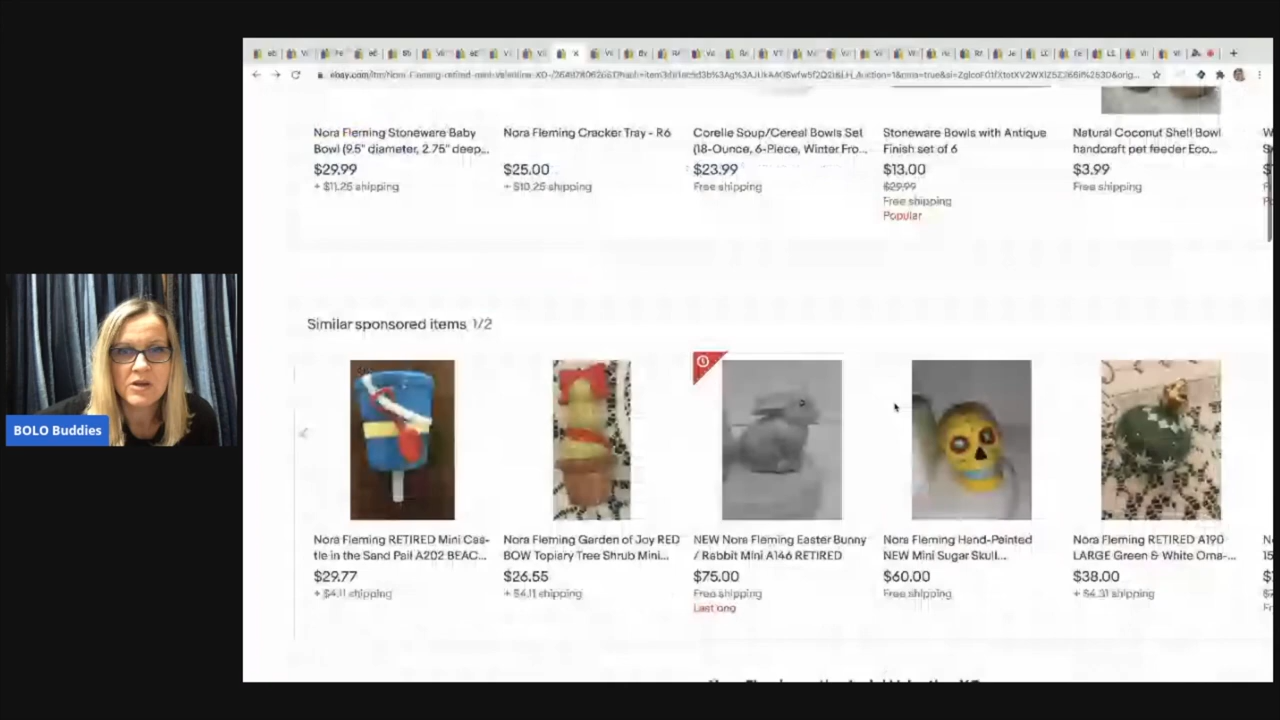 Nora Fleming Stoneware Baby
Bowl (9.5" diameter, 2.75" deep,...
$29.99
+ $11.25 shipping
Nora Fleming Cracker Tray - R6
$25.00
+ $10.25 shipping
Corelle Soup/Cereal Bowls Set
(18-Ounce, 6-Piece, Winter Fro...
$23.99
Free shipping
Stoneware Bowls with Antique
Finish set of 6
$13.00
$29.99
Free shipping
Popular
Natural Coconut Shell Bowl
handcraft pet feeder Eco...
$3.99
Free shipping
Similar sponsored items 1/2
BOLO Buddies
Nora Fleming RETIRED Mini Cas-
tle in the Sand Pail A202 BEAC...
$29.77
+ $4.11 shipping
Nora Fleming Garden of Joy RED
BOW Topiary Tree Shrub Mini...
$26.55
+ $4.11 shipping
NEW Nora Fleming Easter Bunny
/ Rabbit Mini A146 RETIRED
$75.00
Free shipping
Last one
Nora Fleming Hand-Painted
NEW Mini Sugar Skull...
$60.00
Free shipping
Nora Fleming RETIRED A190
LARGE Green & White Orna-...
$38.00
+ $4.31 shipping